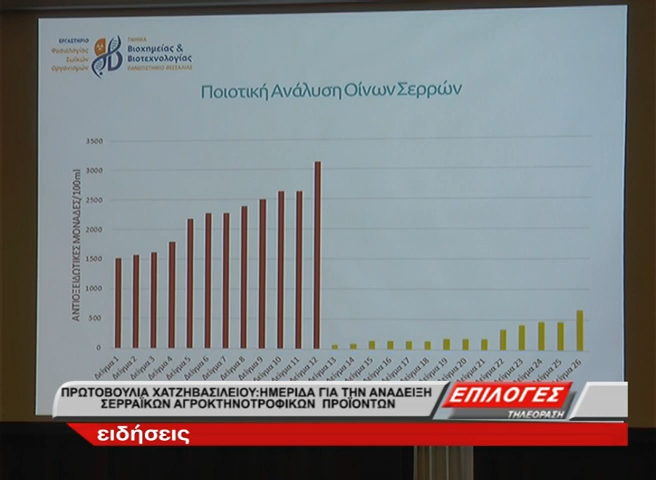 ΕΡΓΑΣΤΗΡΙΟ
Φυσιολογίας
Ζωϊκών
Οργανισμών
ΤΜΗΜΑ
Βιοχημείας &
Βιοτεχνολογίας
ΠΑΝΕΠΙΣΤΗΜΙΟ ΘΕΣΣΑΛΙΑΣ
Ποιοτική Ανάλυση Οίνων Σερρών
ΑΝΤΙΟΞΕΙΔΩΤΙΚΕΣ ΜΟΝΑΔΕΣ/100ml
3500
3000
2500
2000
1500
1000
500
0
Δείγμα 1
Δείγμα 2
Δείγμα 3
Δείγμα 4
Δείγμα 5
Δείγμα 6
Δείγμα 7
Δείγμα 8
Δείγμα 9
Δείγμα 10
Δείγμα 11
Δείγμα 12
Δείγμα 13
Δείγμα 14
Δείγμα 15
Δείγμα 16
Δείγμα 17
Δείγμα 18
Δείγμα 19
Δείγμα 20
Δείγμα 21
Δείγμα 22
Δείγμα 23
Δείγμα 24
Δείγμα 25
Δείγμα 26
ΠΡΩΤΟΒΟΥΛΙΑ ΧΑΤΖΗΒΑΣΙΛΕΙΟΥ:ΗΜΕΡΙΔΑ ΓΙΑ ΤΗΝ ΑΝΑΔΕΙΞΗ
ΣΕΡΡΑΪΚΩΝ ΑΓΡΟΚΤΗΝΟΤΡΟΦΙΚΩΝ ΠΡΟΪΟΝΤΩΝ
ΕΠΙΛΟΓΕΣ
ΤΗΛΕΟΡΑΣΗ
ειδήσεις